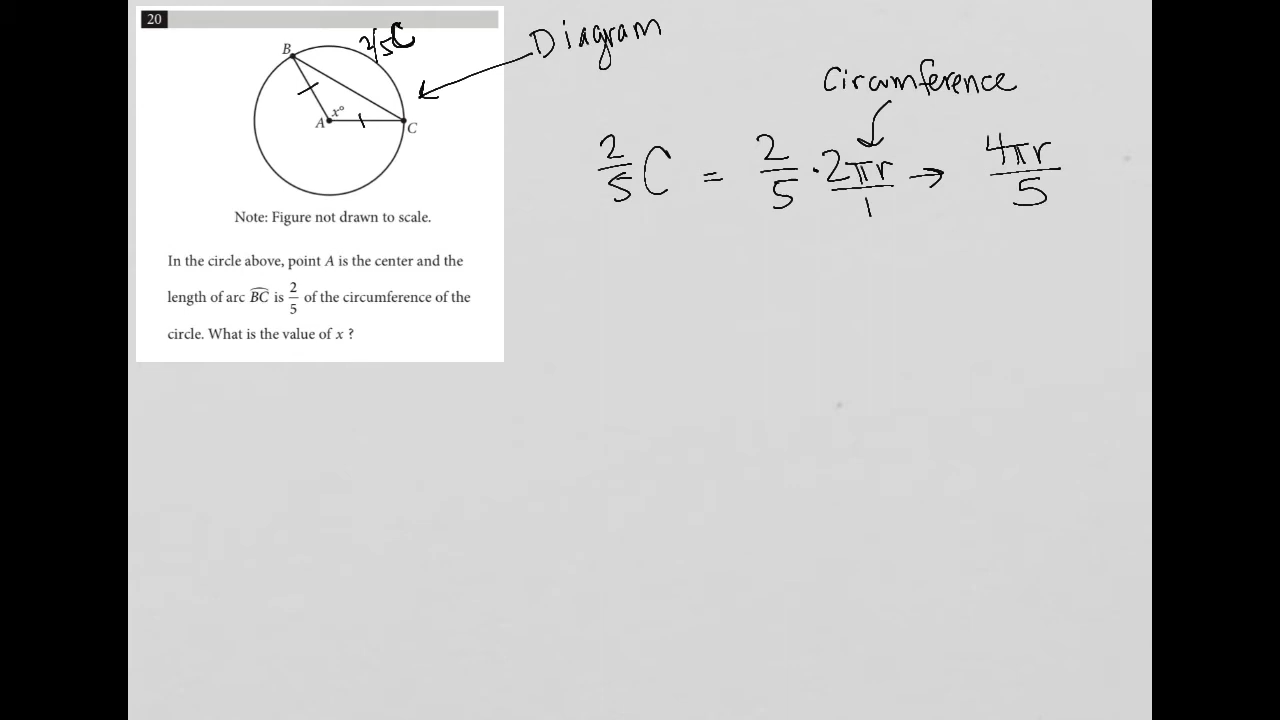 20
2/5 C
Diagram
B
x°
A
C
Circumference
2/5 C = 2/5 · 2πr/1 → 4πr/5
Note: Figure not drawn to scale.
In the circle above, point A is the center and the
length of arc BC is 2/5 of the circumference of the
circle. What is the value of x ?